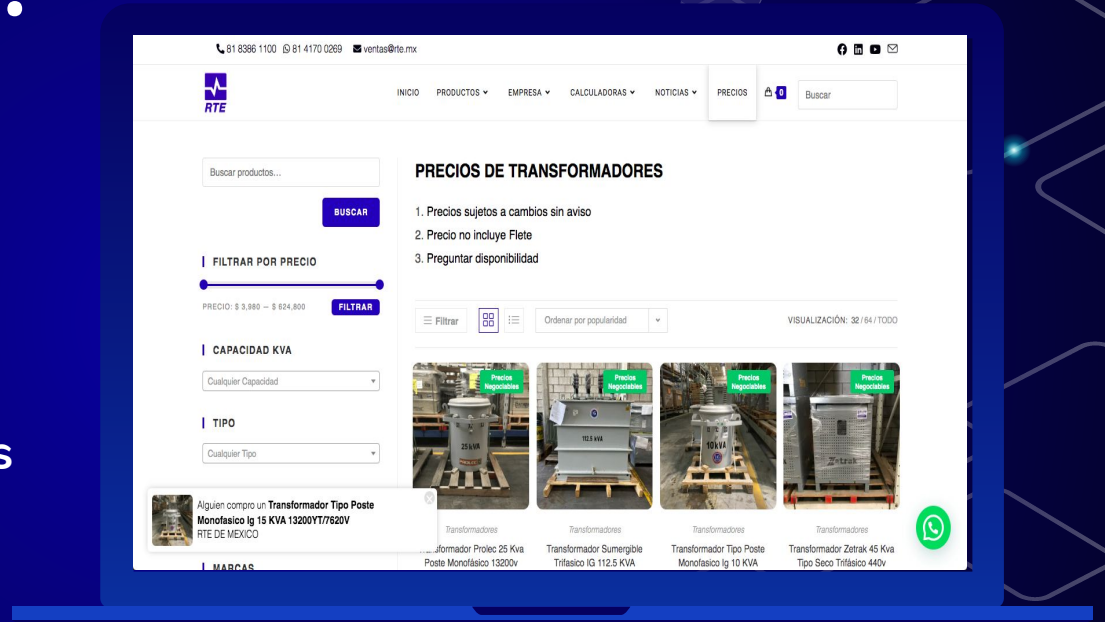 81 8386 1100 81 4170 0269 ventas@rte.mx
RTE
INICIO PRODUCTOS EMPRESA CALCULADORAS NOTICIAS PRECIOS 0 Buscar
Buscar productos...
BUSCAR
FILTRAR POR PRECIO
PRECIO: $ 3,980 — $ 624,800 FILTRAR
CAPACIDAD KVA
Cualquier Capacidad
TIPO
Cualquier Tipo
Alguien compro un Transformador Tipo Poste
Monofasico Ig 15 KVA 13200YT/7620V
RTE DE MEXICO
MARCAS
PRECIOS DE TRANSFORMADORES
1. Precios sujetos a cambios sin aviso
2. Precio no incluye Flete
3. Preguntar disponibilidad
Filtrar Ordenar por popularidad VISUALIZACIÓN: 32 / 64 / TODO
Precios
Negociables
25 KVA
Transformadores
Transformador Prolec 25 Kva
Poste Monofásico 13200v
Precios
Negociables
112.5 KVA
Transformadores
Transformador Sumergible
Trifasico IG 112.5 KVA
Precios
Negociables
10 KVA
Transformadores
Transformador Tipo Poste
Monofasico Ig 10 KVA
Precios
Negociables
Zetrak
Transformadores
Transformador Zetrak 45 Kva
Tipo Seco Trifásico 440v
s